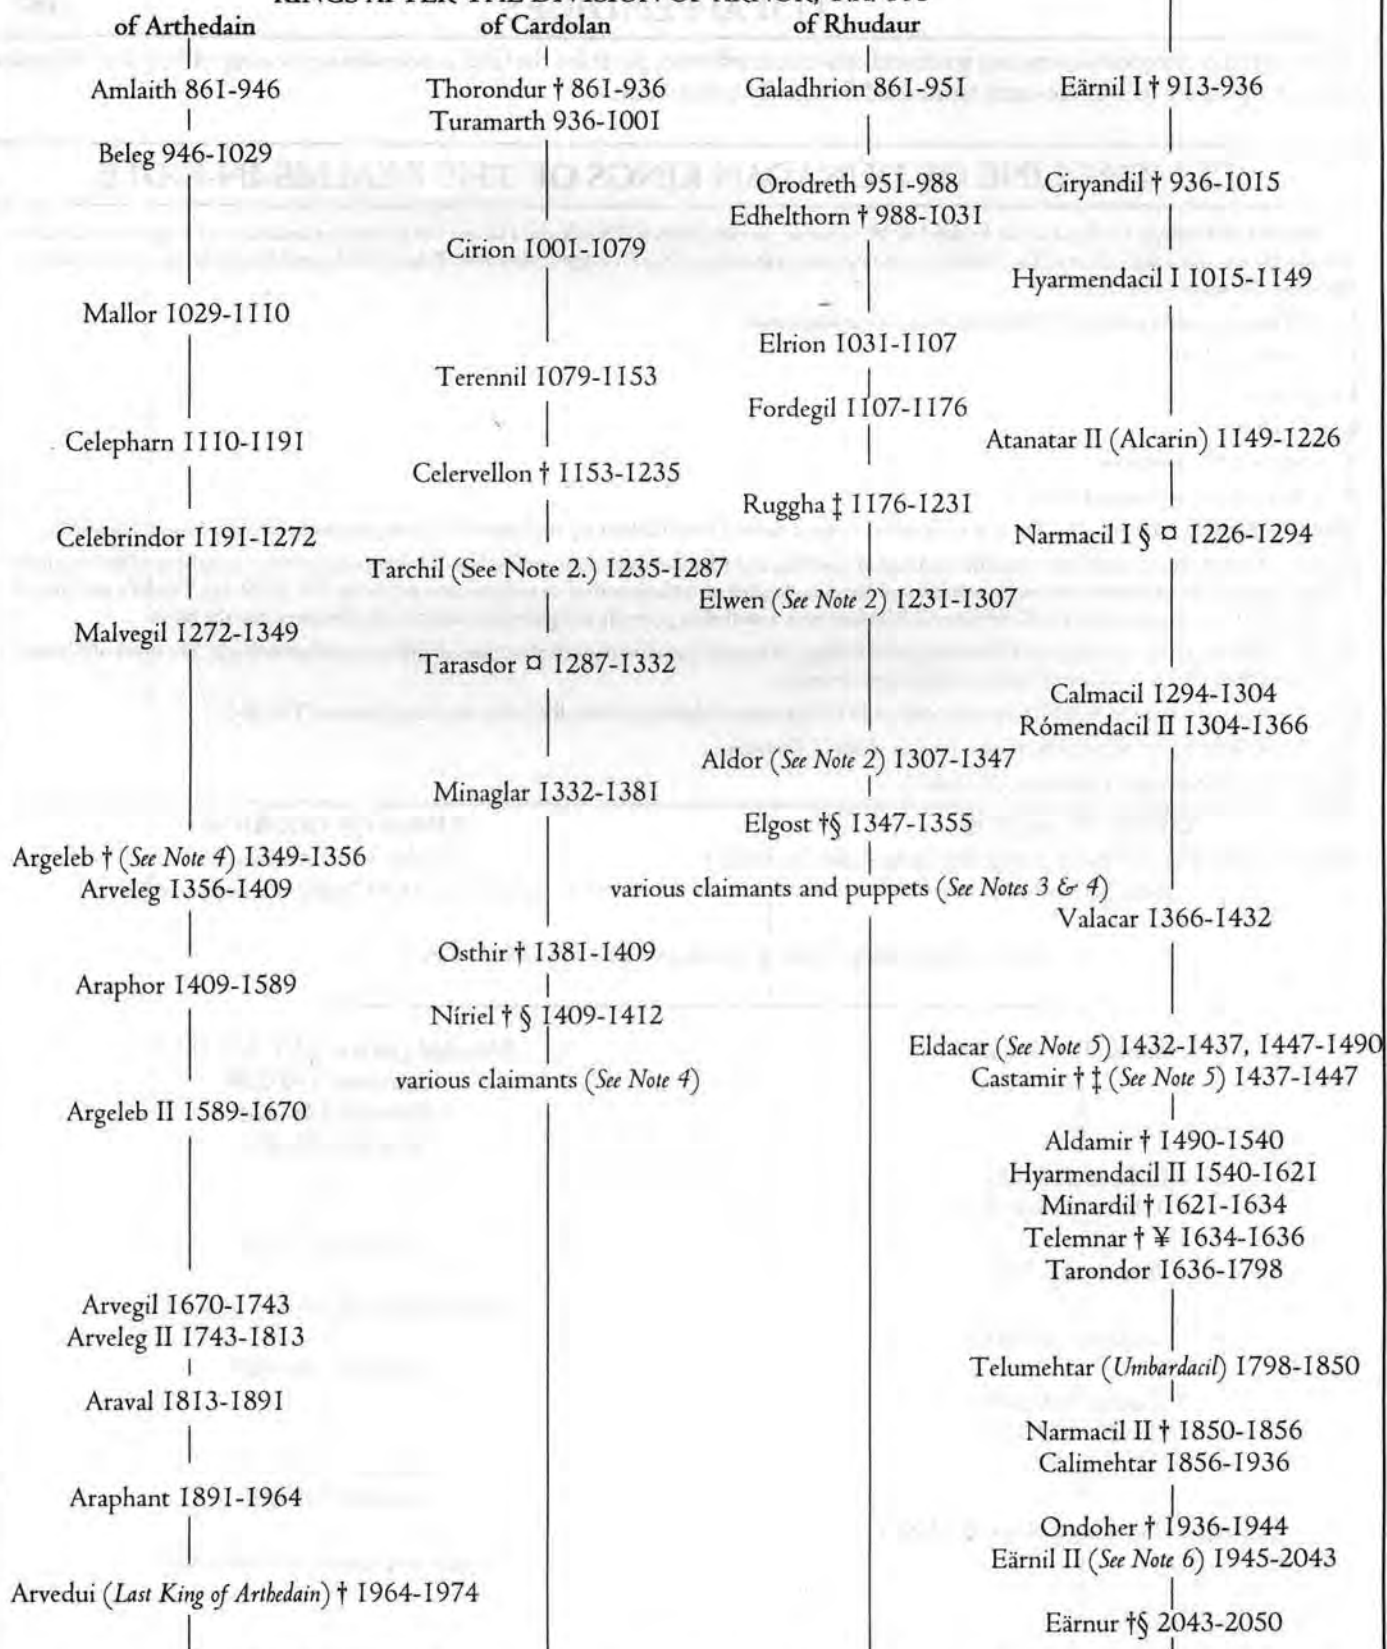 KINGS AFTER THE DIVISION OF ARNOR,
of Arthedain
Amlaith 861-946
Beleg 946-1029
Mallor 1029-1110
Celepharn 1110-1191
Celebrindor 1191-1272
Malvegil 1272-1349
Argeleb † (See Note 4) 1349-1356
Arveleg 1356-1409
Araphor 1409-1589
Argeleb II 1589-1670
Arvegil 1670-1743
Arveleg II 1743-1813
Araval 1813-1891
Araphant 1891-1964
Arvedui (Last King of Arthedain) † 1964-1974
of Cardolan
Thorondur † 861-936
Turamarth 936-1001
Cirion 1001-1079
Terennil 1079-1153
Celervellon † 1153-1235
Tarchil (See Note 2.) 1235-1287
Tarasdor ¤ 1287-1332
Minaglar 1332-1381
Osthir † 1381-1409
Níriel † § 1409-1412
various claimants (See Note 4)
of Rhudaur
Galadhrion 861-951
Orodreth 951-988
Edhelthorn † 988-1031
Elrion 1031-1107
Fordegil 1107-1176
Ruggha ‡ 1176-1231
Elwen (See Note 2) 1231-1307
Aldor (See Note 2) 1307-1347
Elgost †§ 1347-1355
various claimants and puppets (See Notes 3 & 4)
Eärnil I † 913-936
Ciryandil † 936-1015
Hyarmendacil I 1015-1149
Atanatar II (Alcarin) 1149-1226
Narmacil I § ¤ 1226-1294
Calmacil 1294-1304
Rómendacil II 1304-1366
Valacar 1366-1432
Eldacar (See Note 5) 1432-1437, 1447-1490
Castamir † ‡ (See Note 5) 1437-1447
Aldamir † 1490-1540
Hyarmendacil II 1540-1621
Minardil † 1621-1634
Telemnar † ¥ 1634-1636
Tarondor 1636-1798
Telumehtar (Umbardacil) 1798-1850
Narmacil II † 1850-1856
Calimehtar 1856-1936
Ondoher † 1936-1944
Eärnil II (See Note 6) 1945-2043
Eärnur †§ 2043-2050